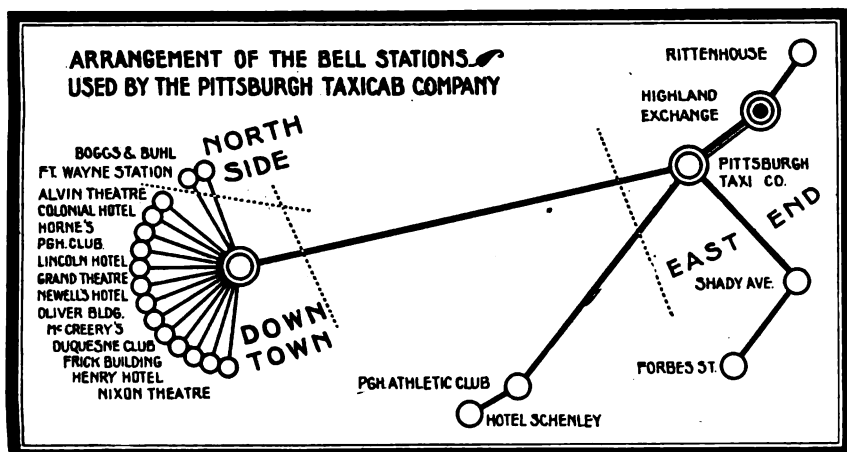 ARRANGEMENT OF THE BELL STATIONS
USED BY THE PITTSBURGH TAXICAB COMPANY
RITTENHOUSE
HIGHLAND
EXCHANGE
PITTSBURGH
TAXI CO.
NORTH
SIDE
BOGGS & BUHL
FT. WAYNE STATION
ALVIN THEATRE
COLONIAL HOTEL
HORNE'S
PGH. CLUB.
LINCOLN HOTEL
GRAND THEATRE
NEWELL'S HOTEL
OLIVER BLDG.
McCREERY'S
DUQUESNE CLUB
FRICK BUILDING
HENRY HOTEL
NIXON THEATRE
DOWN
TOWN
EAST END
SHADY AVE.
FORBES ST.
PGH. ATHLETIC CLUB
HOTEL SCHENLEY